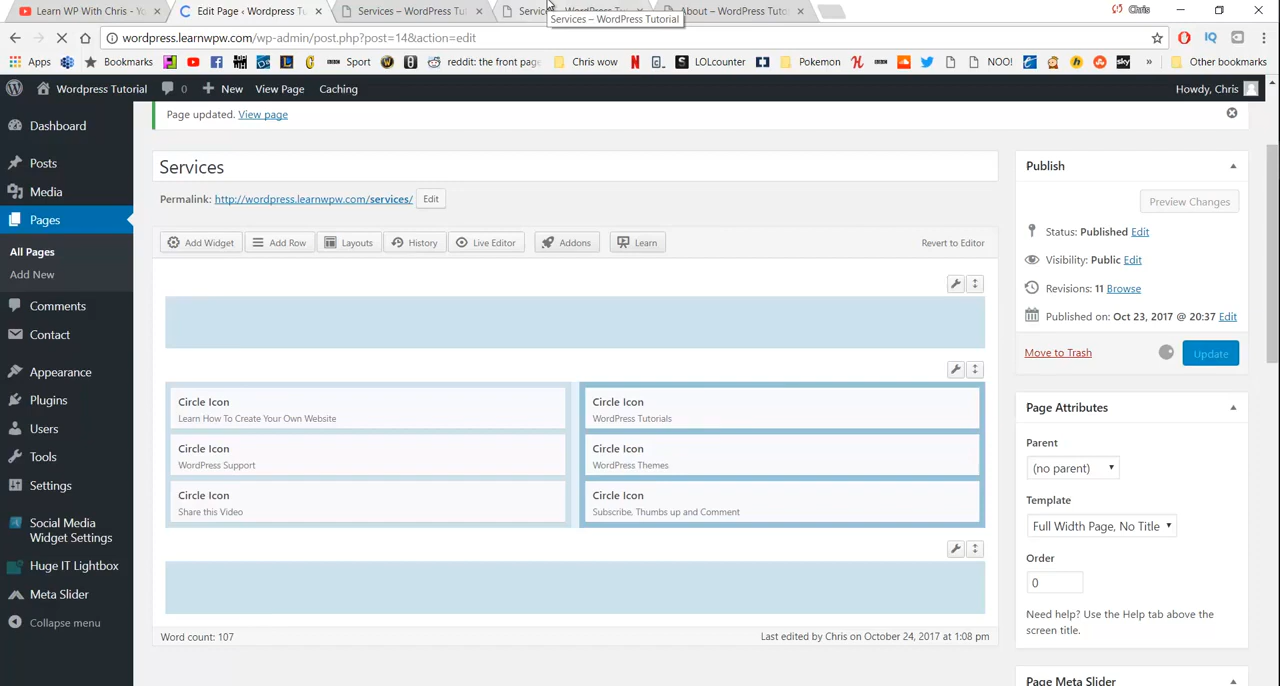 Learn WP With Chris - Yo
Edit Page ‹ Wordpress Tu
Services – WordPress Tu
Services – WordPress Tu
About – WordPress Tuto
Chris
Services – WordPress Tutorial
wordpress.learnwpw.com/wp-admin/post.php?post=14&action=edit
Apps
Bookmarks
Sport
reddit: the front page
Chris wow
LOLcounter
Pokemon
NOO!
sky
»
Other bookmarks
WordPress Tutorial
0
New
View Page
Caching
Howdy, Chris
Dashboard
Posts
Media
Pages
All Pages
Add New
Comments
Contact
Appearance
Plugins
Users
Tools
Settings
Social Media
Widget Settings
Huge IT Lightbox
Meta Slider
Collapse menu
Page updated. View page
Services
Permalink: http://wordpress.learnwpw.com/services/ Edit
Add Widget
Add Row
Layouts
History
Live Editor
Addons
Learn
Revert to Editor
Circle Icon
Learn How To Create Your Own Website
Circle Icon
WordPress Tutorials
Circle Icon
WordPress Support
Circle Icon
WordPress Themes
Circle Icon
Share this Video
Circle Icon
Subscribe, Thumbs up and Comment
Word count: 107
Last edited by Chris on October 24, 2017 at 1:08 pm
Publish
Preview Changes
Status: Published Edit
Visibility: Public Edit
Revisions: 11 Browse
Published on: Oct 23, 2017 @ 20:37 Edit
Move to Trash
Update
Page Attributes
Parent
(no parent)
Template
Full Width Page, No Title
Order
0
Need help? Use the Help tab above the
screen title.
Page Meta Slider